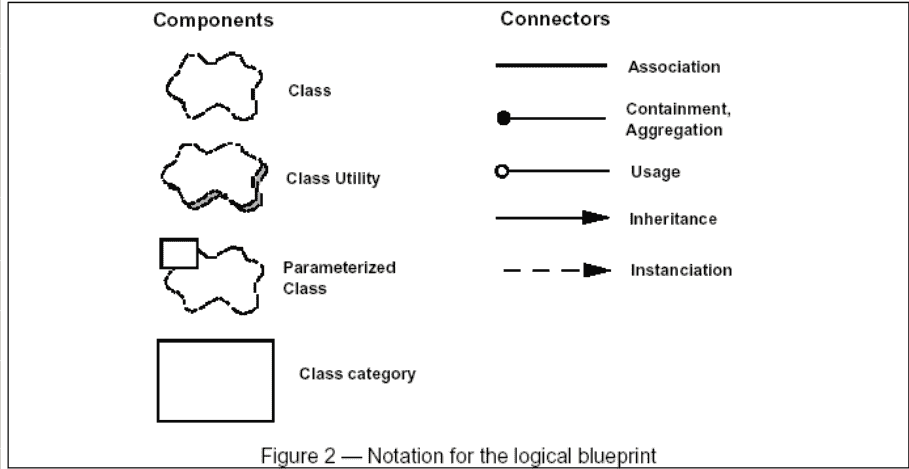 Components
Connectors
Class
Association
Containment,
Aggregation
Class Utility
Usage
Inheritance
Parameterized
Class
Instanciation
Class category
Figure 2 — Notation for the logical blueprint